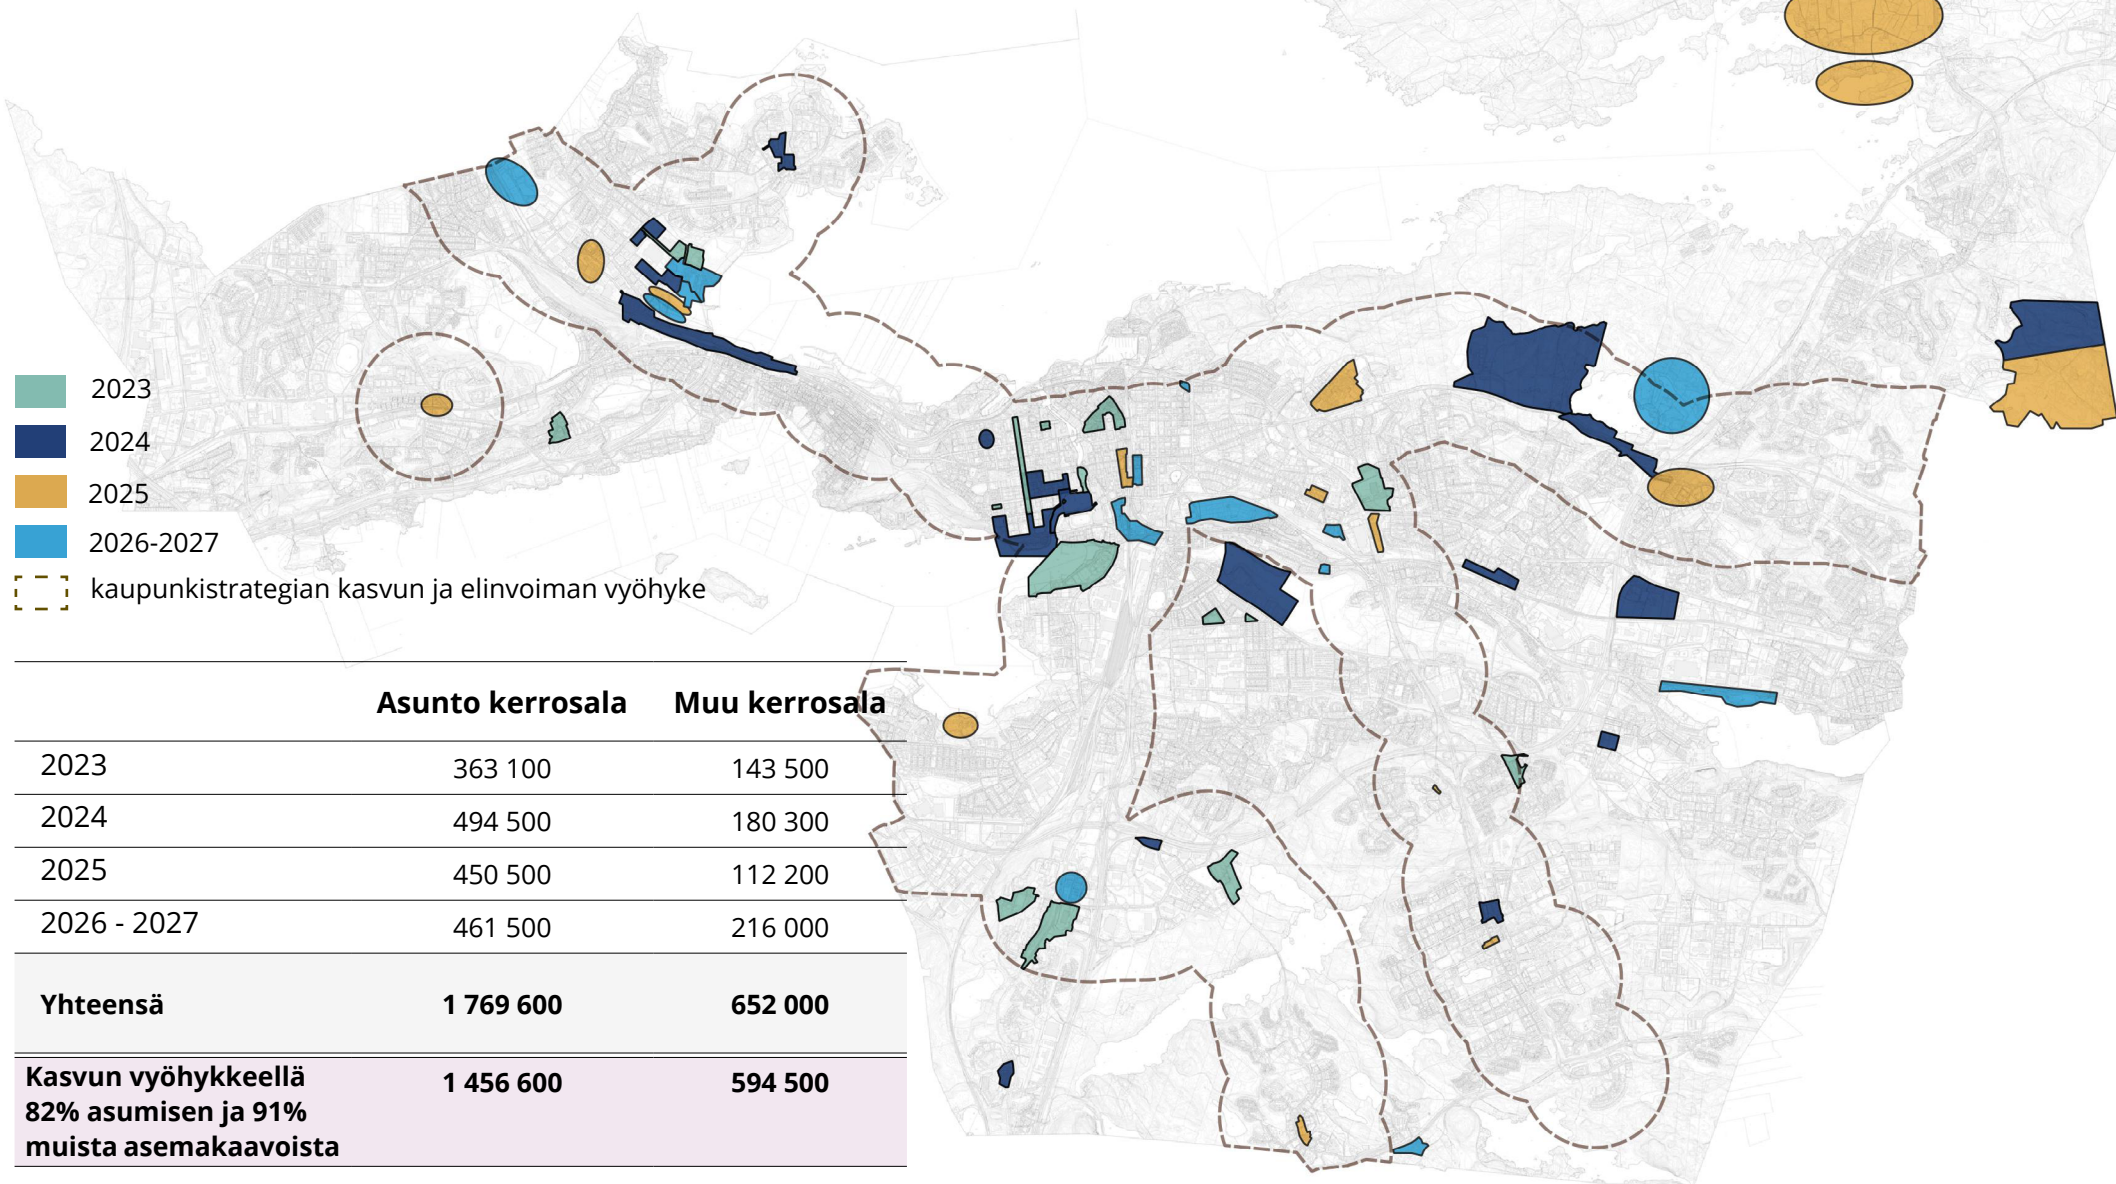 2023
2024
2025
2026-2027
kaupunkistrategian kasvun ja elinvoiman vyöhyke
Asunto kerrosala Muu kerrosala
2023 363 100 143 500
2024 494 500 180 300
2025 450 500 112 200
2026 - 2027 461 500 216 000
Yhteensä 1 769 600 652 000
Kasvun vyöhykkeellä 1 456 600 594 500
82% asumisen ja 91%
muista asemakaavoista